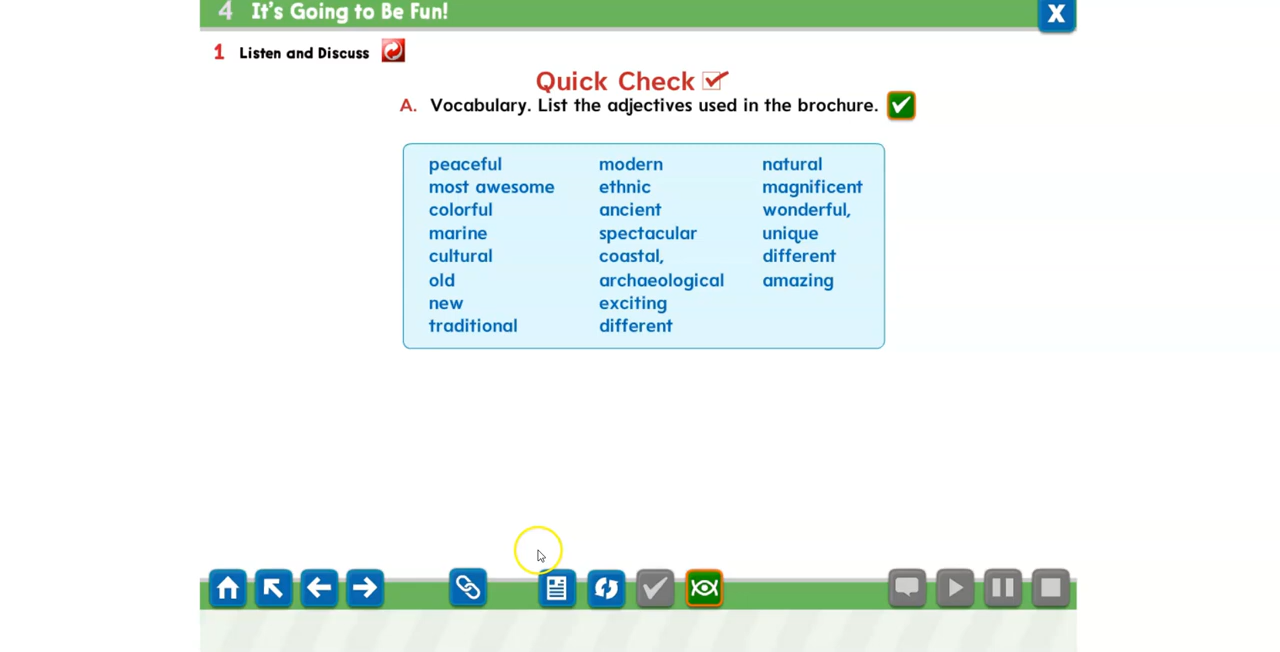 4 It's Going to Be Fun!
X
1 Listen and Discuss
Quick Check
A. Vocabulary. List the adjectives used in the brochure.
peaceful
most awesome
colorful
marine
cultural
old
new
traditional
modern
ethnic
ancient
spectacular
coastal,
archaeological
exciting
different
natural
magnificent
wonderful,
unique
different
amazing